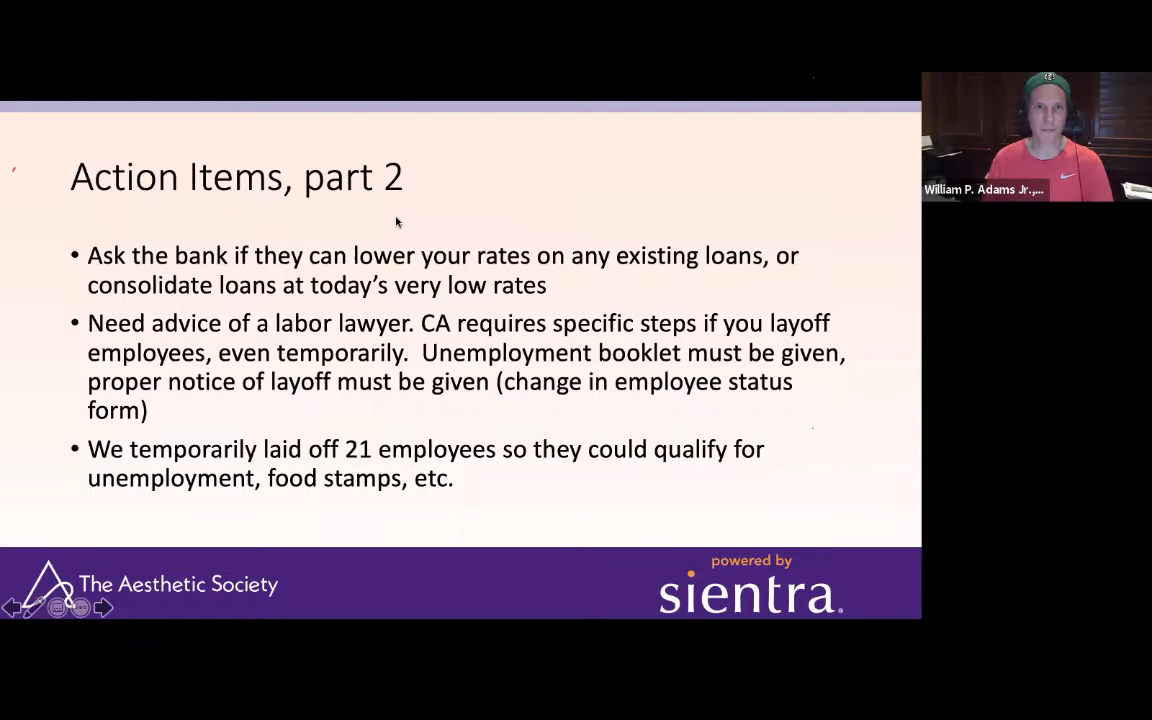 Action Items, part 2
• Ask the bank if they can lower your rates on any existing loans, or
consolidate loans at today's very low rates
• Need advice of a labor lawyer. CA requires specific steps if you layoff
employees, even temporarily.  Unemployment booklet must be given,
proper notice of layoff must be given (change in employee status
form)
• We temporarily laid off 21 employees so they could qualify for
unemployment, food stamps, etc.
William P. Adams Jr.,...
The Aesthetic Society
powered by
sientra.